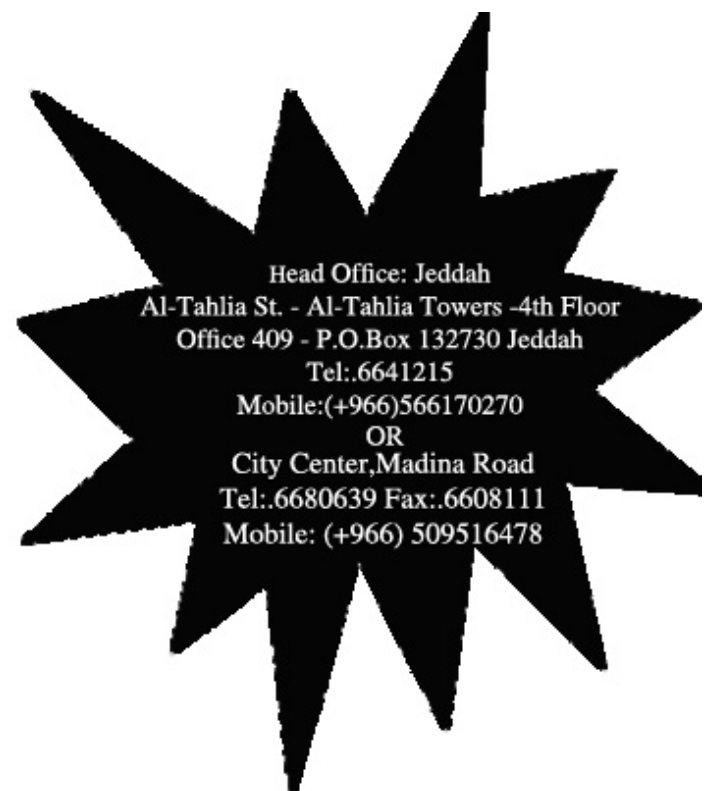 Head Office: Jeddah
Al-Tahlia St. - Al-Tahlia Towers -4th Floor
Office 409 - P.O.Box 132730 Jeddah
Tel:.6641215
Mobile:(+966)566170270
OR
City Center,Madina Road
Tel:.6680639 Fax:.6608111
Mobile: (+966) 509516478